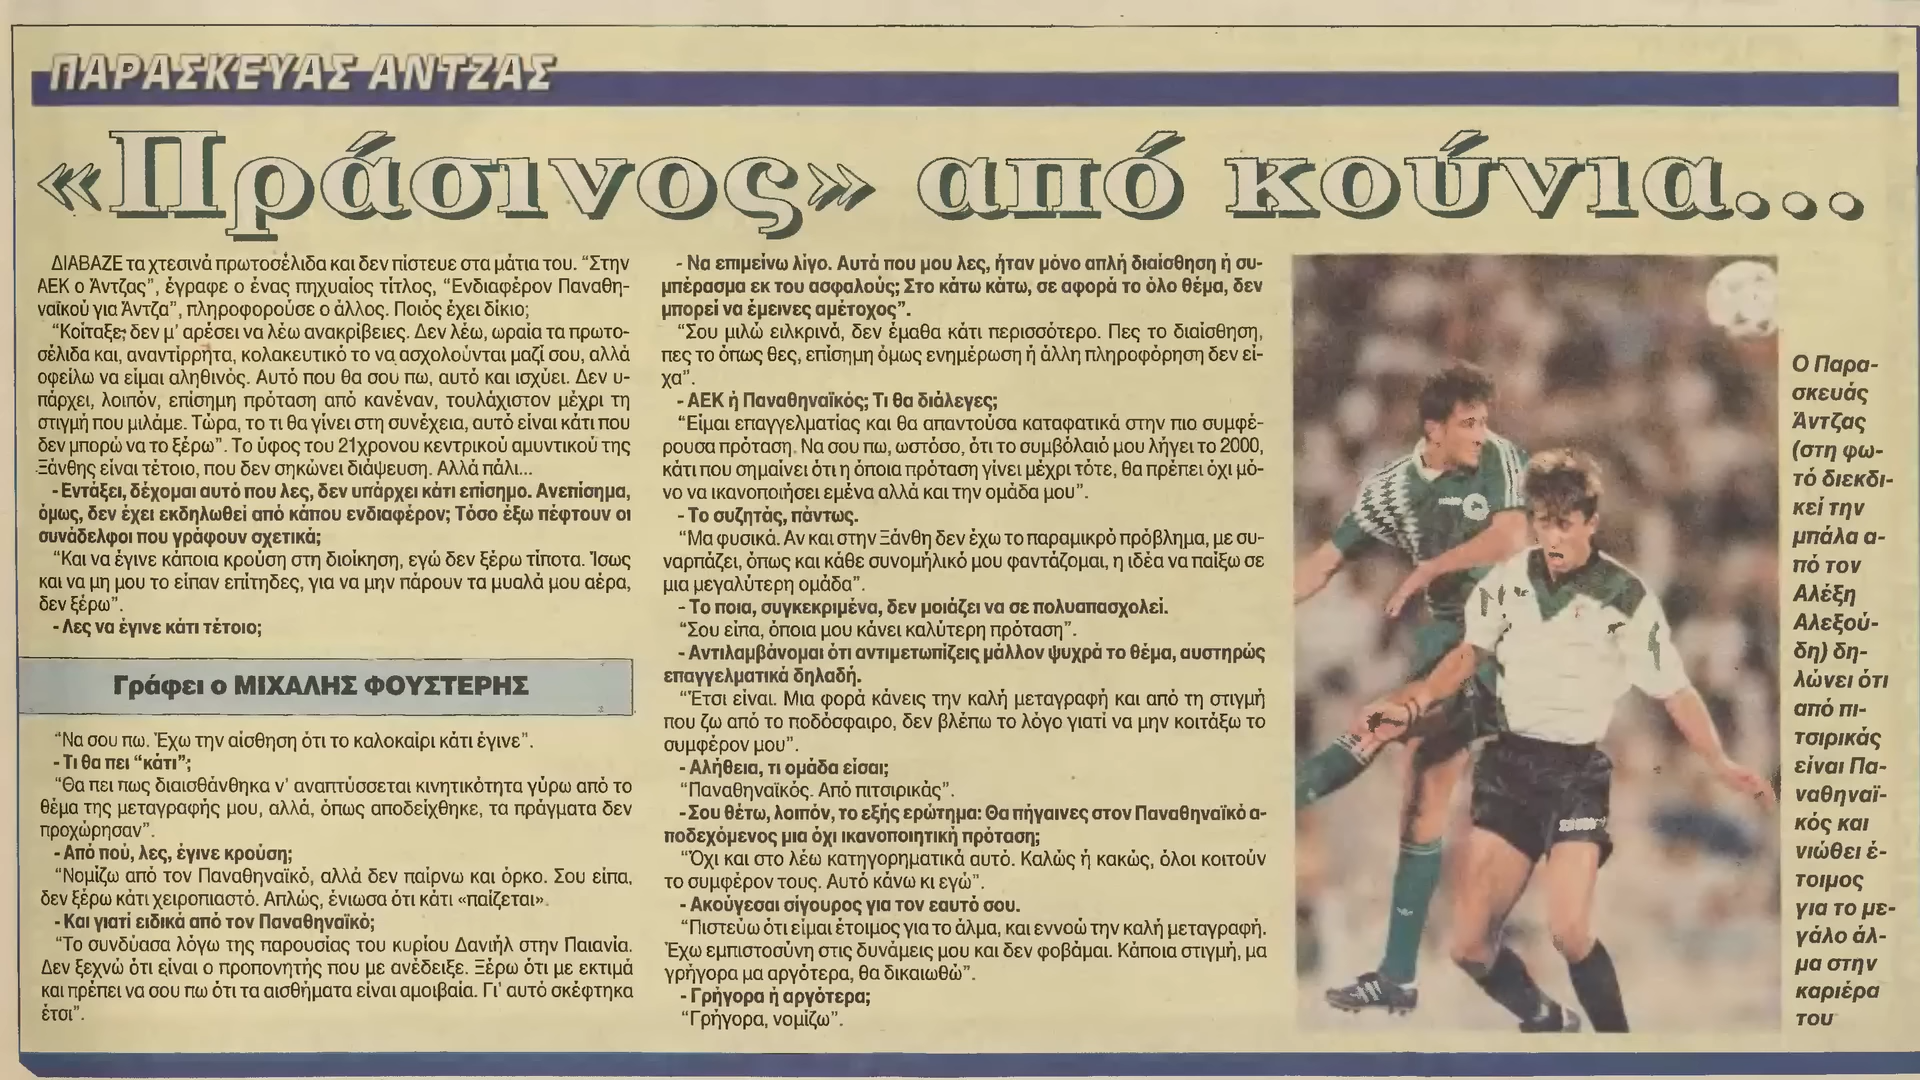 ΠΑΡΑΣΚΕΥΑΣ ΑΝΤΖΑΣ
«Πράσινος» από κούνια...
ΔΙΑΒΑΖΕ τα χτεσινά πρωτοσέλιδα και δεν πίστευε στα μάτια του. “Στην
ΑΕΚ ο Άντζας”, έγραφε ο ένας πηχυαίος τίτλος, “Ενδιαφέρον Παναθη-
ναϊκού για Άντζα”, πληροφορούσε ο άλλος. Ποιός έχει δίκιο;
“Κοίταξε; δεν μ’ αρέσει να λέω ανακρίβειες. Δεν λέω, ωραία τα πρωτο-
σέλιδα και, αναντίρρήτα, κολακευτικό το να ασχολούνται μαζί σου, αλλά
οφείλω να είμαι αληθινός. Αυτό που θα σου πω, αυτό και ισχύει. Δεν υ-
πάρχει, λοιπόν, επίσημη πρόταση από κανέναν, τουλάχιστον μέχρι τη
στιγμή που μιλάμε. Τώρα, το τι θα γίνει στη συνέχεια, αυτό είναι κάτι που
δεν μπορώ να το ξέρω”. Το ύφος του 21χρονου κεντρικού αμυντικού της
Ξάνθης είναι τέτοιο, που δεν σηκώνει διάψευση. Αλλά πάλι...
- Εντάξει, δέχομαι αυτό που λες, δεν υπάρχει κάτι επίσημο. Ανεπίσημα,
όμως, δεν έχει εκδηλωθεί από κάπου ενδιαφέρον; Τόσο έξω πέφτουν οι
συνάδελφοι που γράφουν σχετικά;
“Και να έγινε κάποια κρούση στη διοίκηση, εγώ δεν ξέρω τίποτα. Ίσως
και να μη μου το είπαν επίτηδες, για να μην πάρουν τα μυαλά μου αέρα,
δεν ξέρω”.
- Λες να έγινε κάτι τέτοιο;
Γράφει ο ΜΙΧΑΛΗΣ ΦΟΥΣΤΕΡΗΣ
“Να σου πω. Έχω την αίσθηση ότι το καλοκαίρι κάτι έγινε”.
- Τι θα πει “κάτι”;
“Θα πει πως διαισθάνθηκα ν’ αναπτύσσεται κινητικότητα γύρω από το
θέμα της μεταγραφής μου, αλλά, όπως αποδείχθηκε, τα πράγματα δεν
προχώρησαν”.
- Από πού, λες, έγινε κρούση;
“Νομίζω από τον Παναθηναϊκό, αλλά δεν παίρνω και όρκο. Σου είπα,
δεν ξέρω κάτι χειροπιαστό. Απλώς, ένιωσα ότι κάτι «παίζεται».
- Και γιατί ειδικά από τον Παναθηναϊκό;
“Το συνδύασα λόγω της παρουσίας του κυρίου Δανιήλ στην Παιανία.
Δεν ξεχνώ ότι είναι ο προπονητής που με ανέδειξε. Ξέρω ότι με εκτιμά
και πρέπει να σου πω ότι τα αισθήματα είναι αμοιβαία. Γι’ αυτό σκέφτηκα
έτσι”.
- Να επιμείνω λίγο. Αυτά που μου λες, ήταν μόνο απλή διαίσθηση ή συ-
μπέρασμα εκ του ασφαλούς; Στο κάτω κάτω, σε αφορά το όλο θέμα, δεν
μπορεί να έμεινες αμέτοχος”.
“Σου μιλώ ειλκρινά, δεν έμαθα κάτι περισσότερο. Πες το διαίσθηση,
πες το όπως θες, επίσημη όμως ενημέρωση ή άλλη πληροφόρηση δεν εί-
χα”.
- ΑΕΚ ή Παναθηναϊκός; Τι θα διάλεγες;
“Είμαι επαγγελματίας και θα απαντούσα καταφατικά στην πιο συμφέ-
ρουσα πρόταση. Να σου πω, ωστόσο, ότι το συμβόλαιό μου λήγει το 2000,
κάτι που σημαίνει ότι η όποια πρόταση γίνει μέχρι τότε, θα πρέπει όχι μό-
νο να ικανοποιήσει εμένα αλλά και την ομάδα μου”.
- Το συζητάς, πάντως.
“Μα φυσικά. Αν και στην Ξάνθη δεν έχω το παραμικρό πρόβλημα, με συ-
ναρπάζει, όπως και κάθε συνομήλικό μου φαντάζομαι, η ιδέα να παίξω σε
μια μεγαλύτερη ομάδα”.
- Το ποια, συγκεκριμένα, δεν μοιάζει να σε πολυαπασχολεί.
“Σου είπα, όποια μου κάνει καλύτερη πρόταση”.
- Αντιλαμβάνομαι ότι αντιμετωπίζεις μάλλον ψυχρά το θέμα, αυστηρώς
επαγγελματικά δηλαδή.
“Έτσι είναι. Μια φορά κάνεις την καλή μεταγραφή και από τη στιγμή
που ζω από το ποδόσφαιρο, δεν βλέπω το λόγο γιατί να μην κοιτάξω το
συμφέρον μου”.
- Αλήθεια, τι ομάδα είσαι;
“Παναθηναϊκός. Από πιτσιρικάς”.
- Σου θέτω, λοιπόν, το εξής ερώτημα: Θα πήγαινες στον Παναθηναϊκό α-
ποδεχόμενος μια όχι ικανοποιητική πρόταση;
“Όχι και στο λέω κατηγορηματικά αυτό. Καλώς ή κακώς, όλοι κοιτούν
το συμφέρον τους. Αυτό κάνω κι εγώ”.
- Ακούγεσαι σίγουρος για τον εαυτό σου.
“Πιστεύω ότι είμαι έτοιμος για το άλμα, και εννοώ την καλή μεταγραφή.
Έχω εμπιστοσύνη στις δυνάμεις μου και δεν φοβάμαι. Κάποια στιγμή, μα
γρήγορα μα αργότερα, θα δικαιωθώ”.
- Γρήγορα ή αργότερα;
“Γρήγορα, νομίζω”.
Ο Παρα-
σκευάς
Άντζας
(στη φω-
τό διεκδι-
κεί την
μπάλα α-
πό τον
Αλέξη
Αλεξού-
δη) δη-
λώνει ότι
από πι-
τσιρικάς
είναι Πα-
ναθηναϊ-
κός και
νιώθει έ-
τοιμος
για το με-
γάλο άλ-
μα στην
καριέρα
του